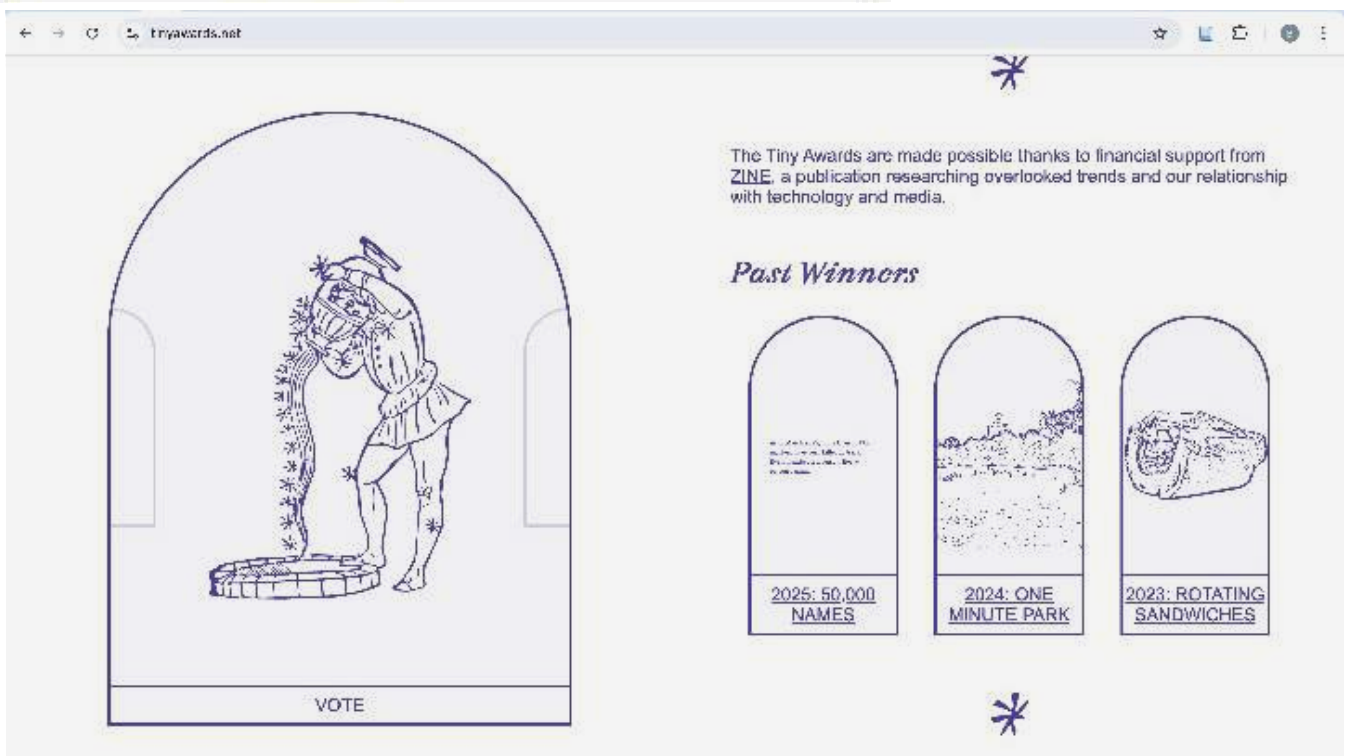 tinyawards.net
The Tiny Awards are made possible thanks to financial support from
ZINE, a publication researching overlooked trends and our relationship
with technology and media.
Past Winners
2025: 50,000
NAMES
2024: ONE
MINUTE PARK
2023: ROTATING
SANDWICHES
VOTE